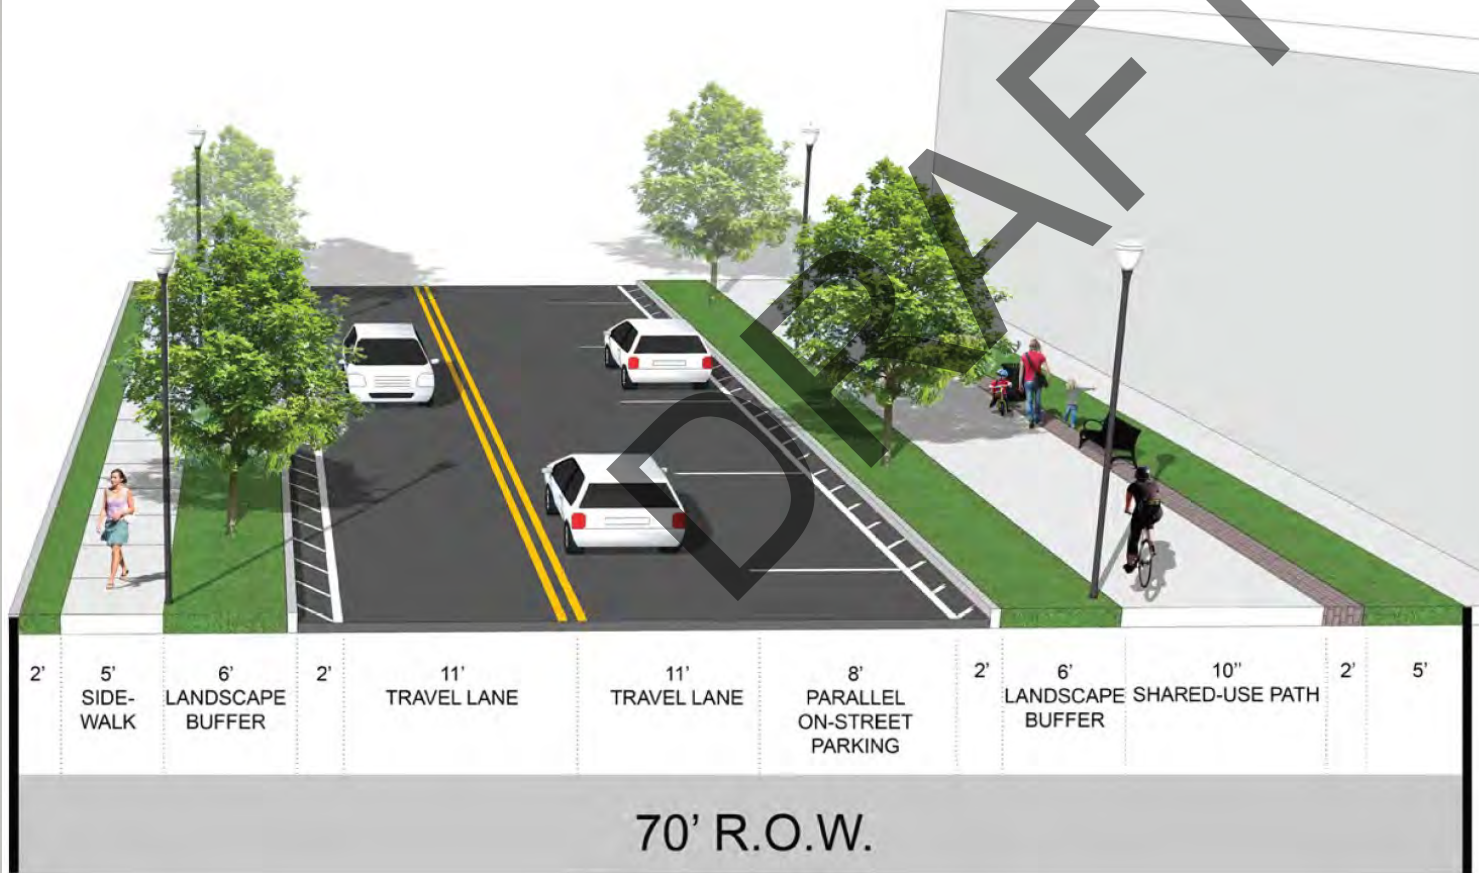 DRAFT
2’
5’
SIDE-
WALK
6’
LANDSCAPE
BUFFER
2’
11’
TRAVEL LANE
11’
TRAVEL LANE
8’
PARALLEL
ON-STREET
PARKING
2’
6’
LANDSCAPE
BUFFER
10”
SHARED-USE PATH
2’
5’
70’ R.O.W.